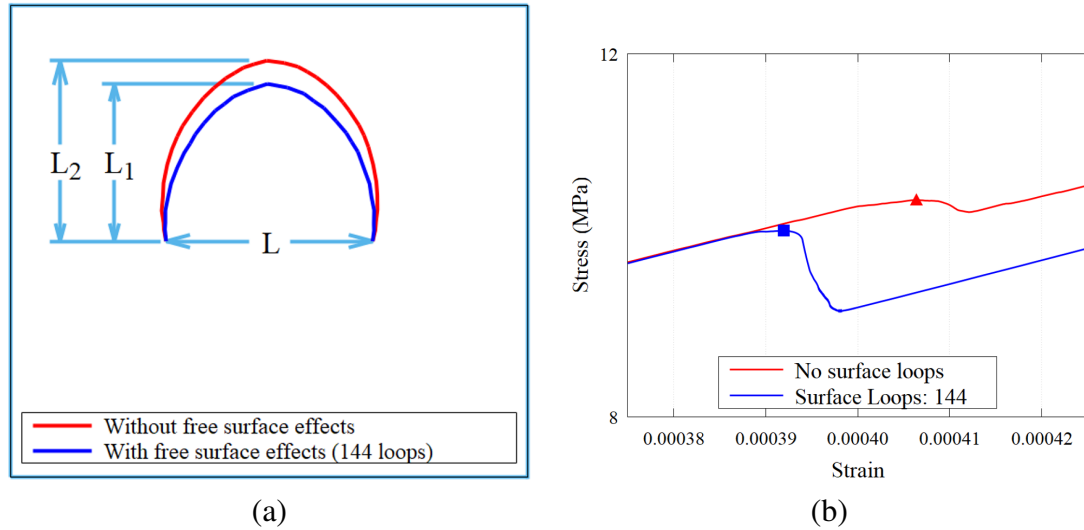 L₂
L₁
L
Without free surface effects
With free surface effects (144 loops)
(a)
12
8
Stress (MPa)
No surface loops
Surface Loops: 144
0.00038
0.00039
0.00040
0.00041
0.00042
Strain
(b)